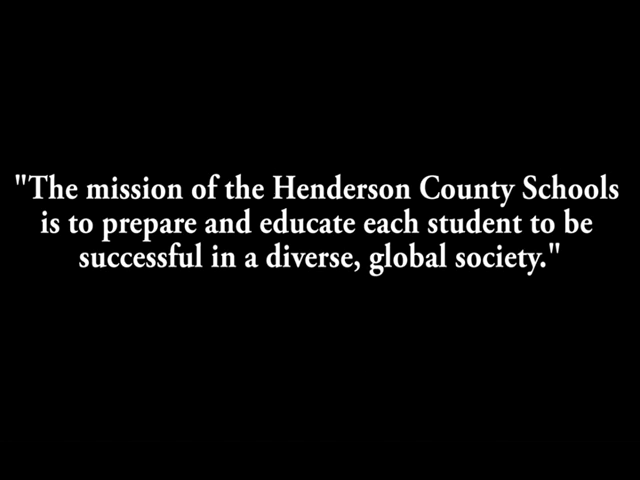 "The mission of the Henderson County Schools
is to prepare and educate each student to be
successful in a diverse, global society."